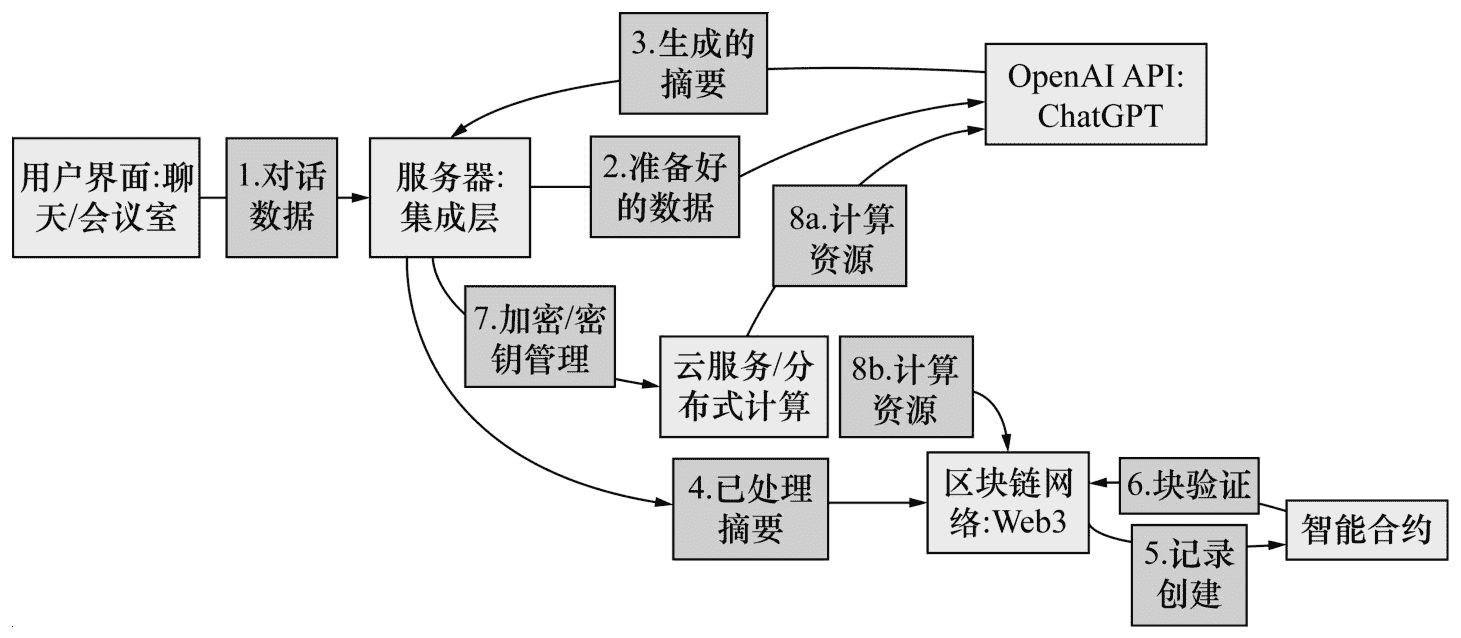 3.生成的
摘要
OpenAI API:
ChatGPT
用户界面:聊
天/会议室
1.对话
数据
服务器:
集成层
2.准备好
的数据
8a.计算
资源
7.加密/密
钥管理
云服务/分
布式计算
8b.计算
资源
4.已处理
摘要
区块链网
络:Web3
6.块验证
智能合约
5.记录
创建